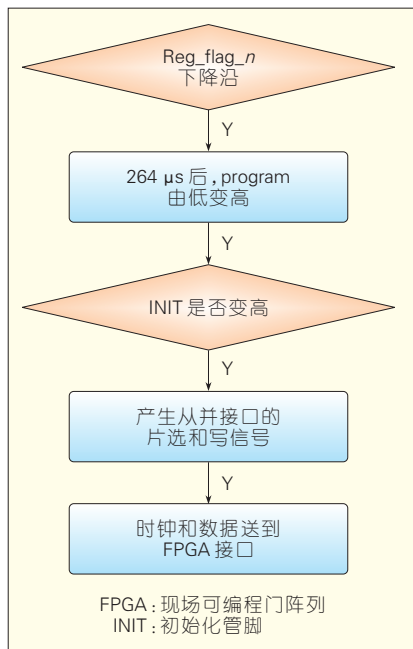 Reg_flag_n
下降沿
Y
264 μs 后,program
由低变高
Y
INIT 是否变高
Y
产生从并接口的
片选和写信号
Y
时钟和数据送到
FPGA 接口
FPGA:现场可编程门阵列
INIT:初始化管脚